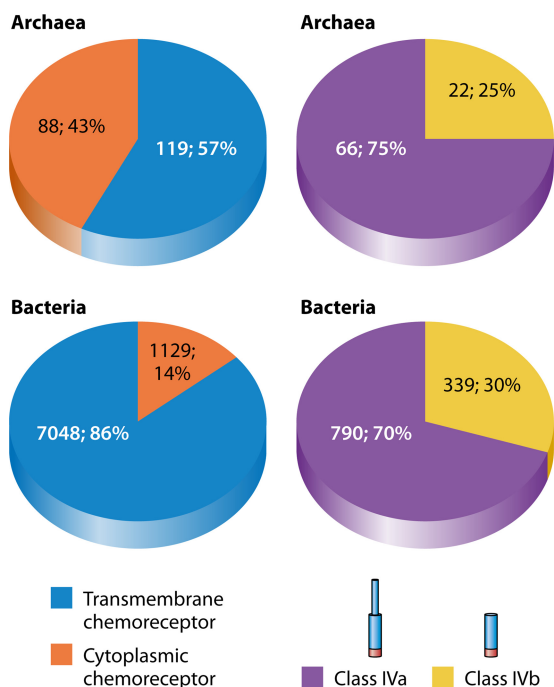 Archaea
88; 43%
119; 57%
Archaea
22; 25%
66; 75%
Bacteria
1129;
14%
7048; 86%
Bacteria
339; 30%
790; 70%
Transmembrane
chemoreceptor
Cytoplasmic
chemoreceptor
Class IVa
Class IVb